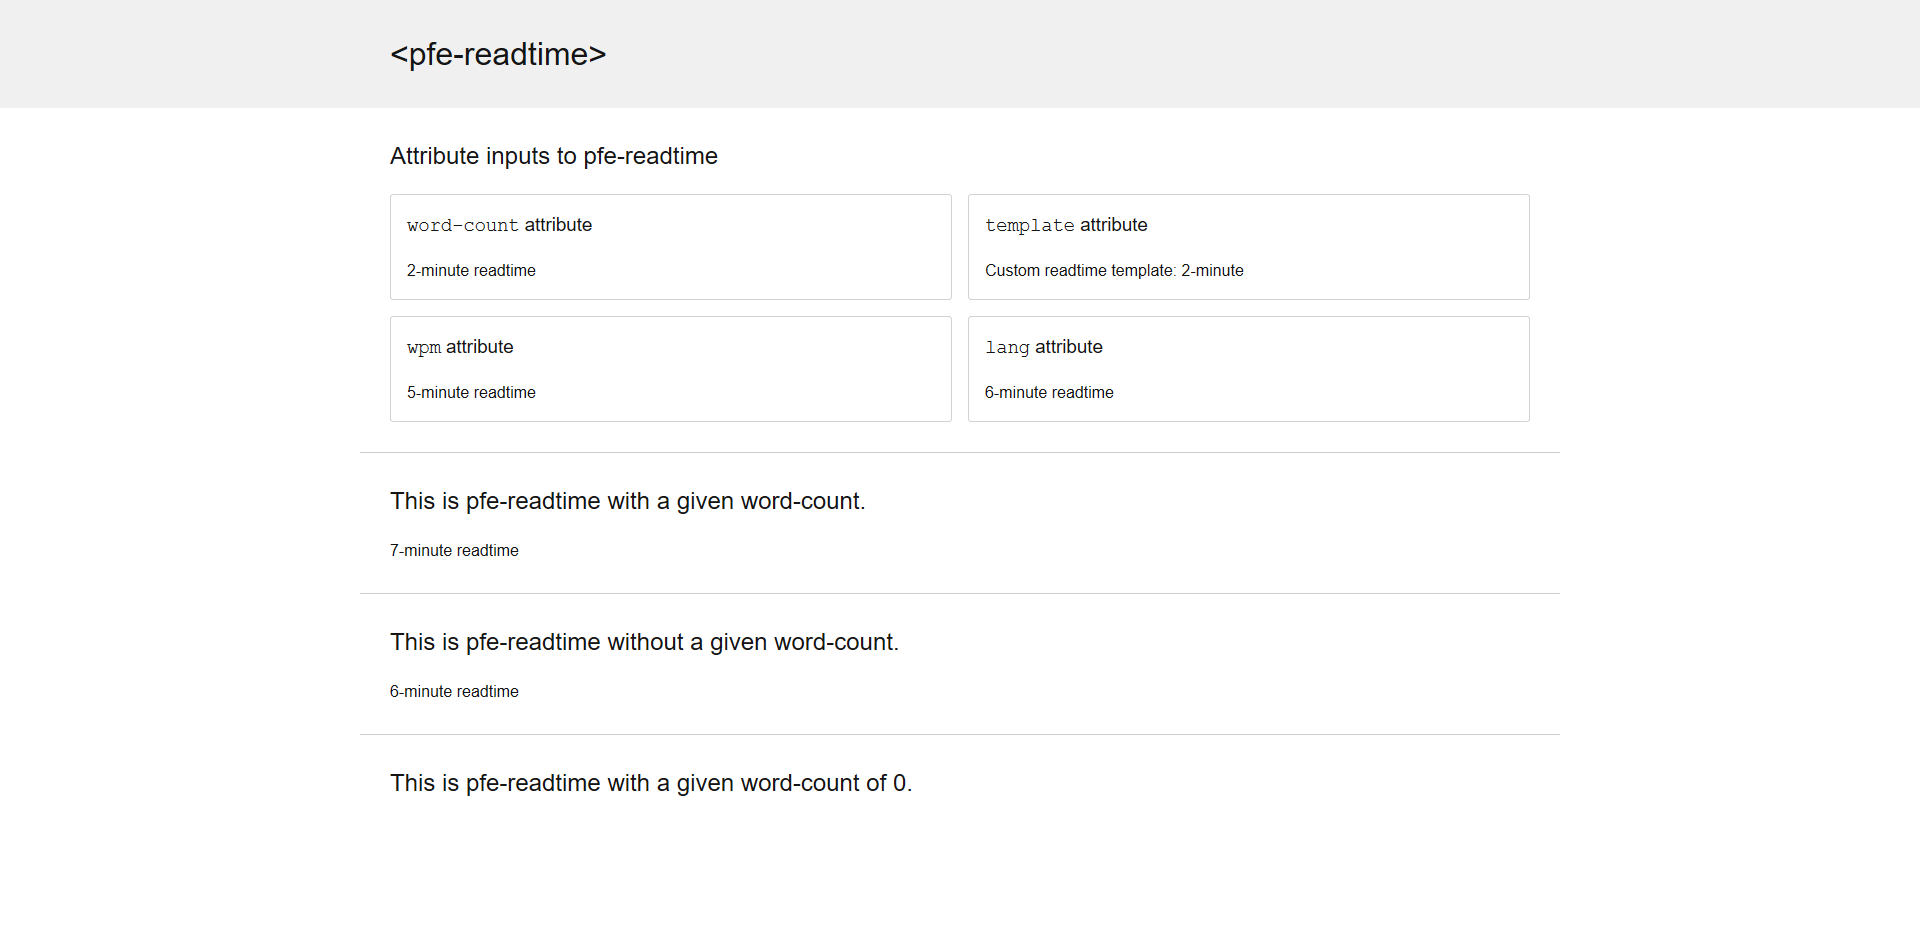 <pfe-readtime>
Attribute inputs to pfe-readtime
word-count attribute
2-minute readtime
template attribute
Custom readtime template: 2-minute
wpm attribute
5-minute readtime
lang attribute
6-minute readtime
This is pfe-readtime with a given word-count.
7-minute readtime
This is pfe-readtime without a given word-count.
6-minute readtime
This is pfe-readtime with a given word-count of 0.